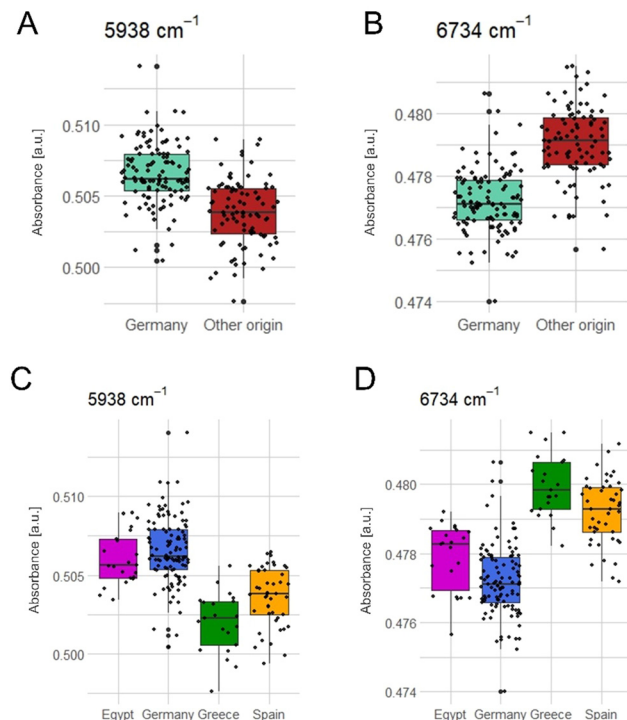 A
5938 cm⁻¹
Absorbance [a.u.]
0.510
0.505
0.500
Germany Other origin
B
6734 cm⁻¹
Absorbance [a.u.]
0.480
0.478
0.476
0.474
Germany Other origin
C
5938 cm⁻¹
Absorbance [a.u.]
0.510
0.505
0.500
Egypt Germany Greece Spain
D
6734 cm⁻¹
Absorbance [a.u.]
0.480
0.478
0.476
0.474
Egypt Germany Greece Spain